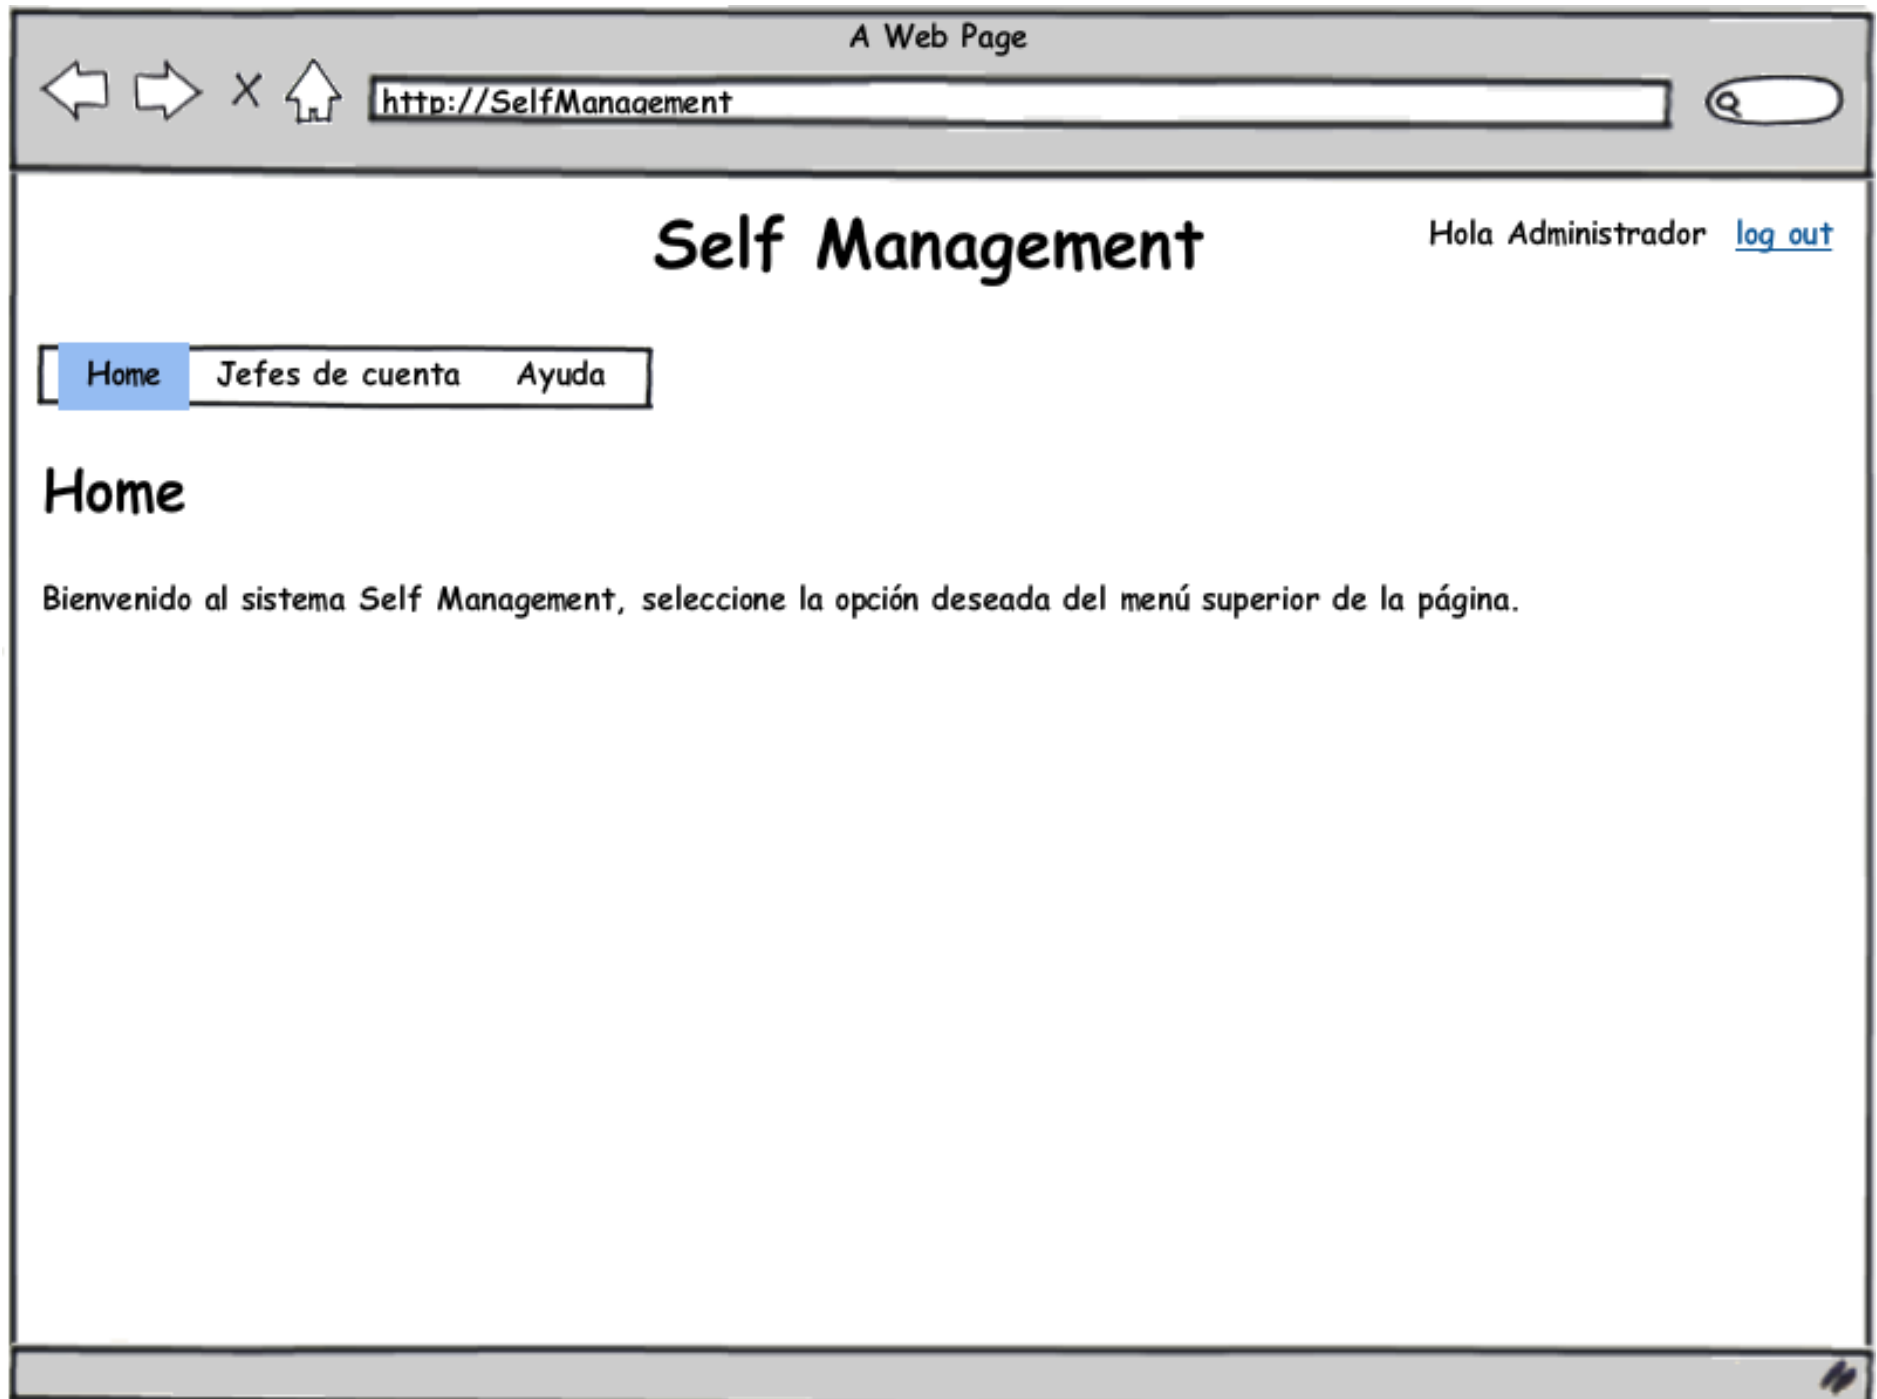 A Web Page
http://SelfManagement
Self Management
Hola Administrador log out
Home Jefes de cuenta Ayuda
Home
Bienvenido al sistema Self Management, seleccione la opción deseada del menú superior de la página.